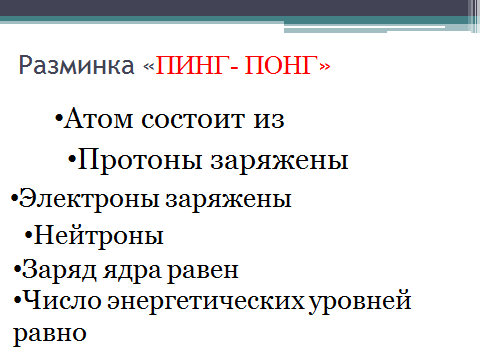 Разминка «ПИНГ- ПОНГ»
•Атом состоит из
•Протоны заряжены
•Электроны заряжены
•Нейтроны
•Заряд ядра равен
•Число энергетических уровней
равно